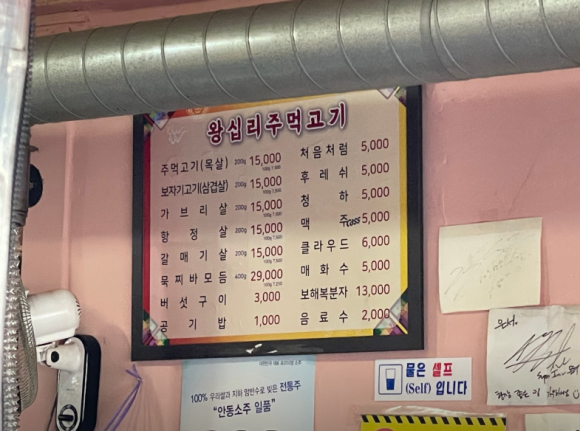 왕십리주먹고기
주먹고기(목살) 200g 15,000
보자기고기(삼겹살) 200g 15,000
가브리살 200g 15,000
항정살 200g 15,000
갈매기살 200g 15,000
묵찌바모듬 400g 29,000
버섯구이 3,000
공기밥 1,000
처음처럼 5,000
후레쉬 5,000
청하 5,000
맥주 cass 5,000
클라우드 6,000
매화수 5,000
보해복분자 13,000
음료수 2,000
100% 우리쌀과 지하 암반수로 빚은 전통주
"안동소주 일품"
물은 셀프
(Self) 입니다